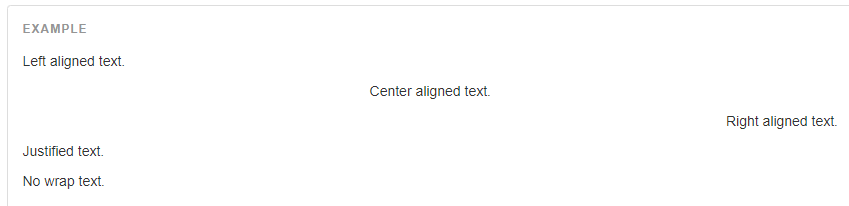 EXAMPLE
Left aligned text.
Center aligned text.
Right aligned text.
Justified text.
No wrap text.